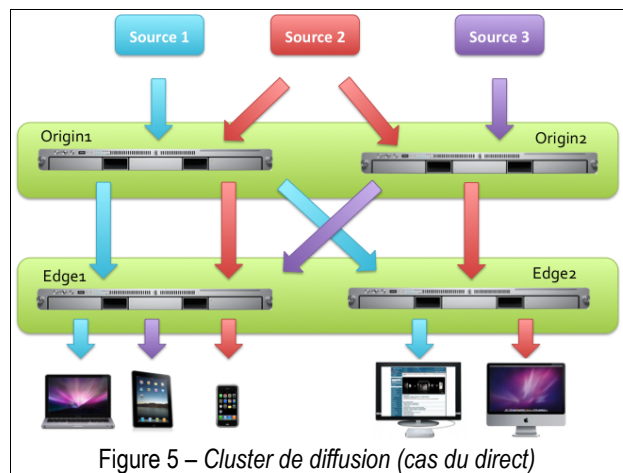 Source 1
Source 2
Source 3
Origin1
Origin2
Edge1
Edge2
Figure 5 – Cluster de diffusion (cas du direct)